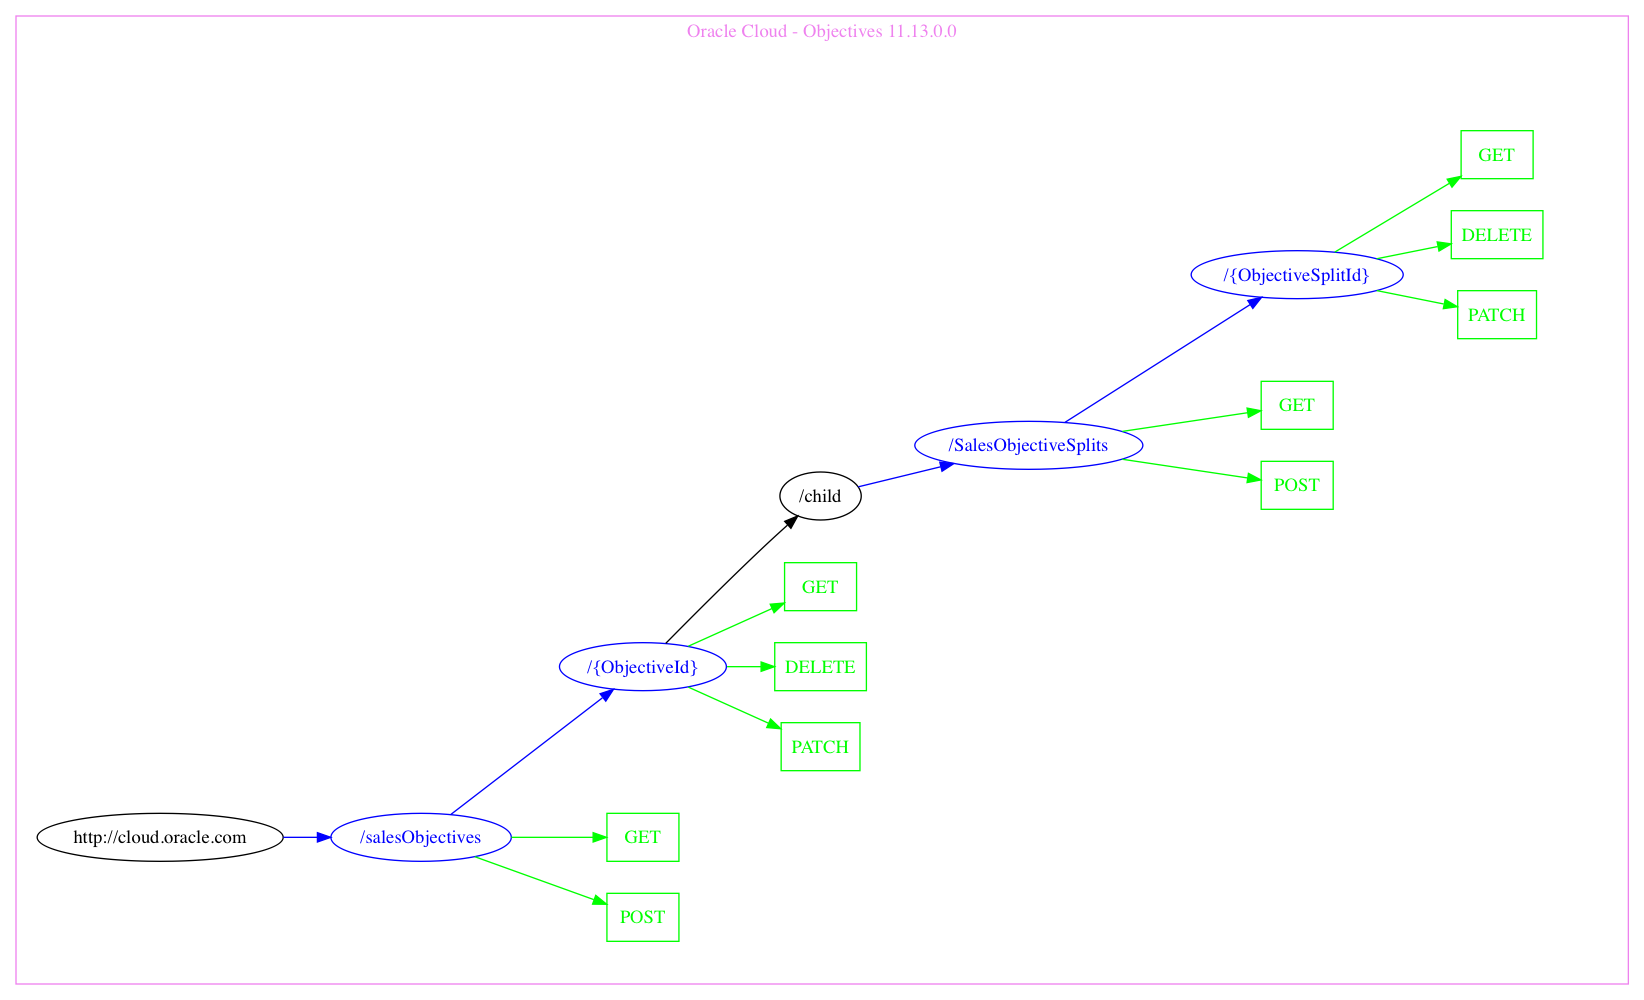 Oracle Cloud - Objectives 11.13.0.0
GET
DELETE
/{ObjectiveSplitId}
PATCH
GET
/SalesObjectiveSplits
POST
/child
GET
/{ObjectiveId}
DELETE
PATCH
http://cloud.oracle.com
/salesObjectives
GET
POST